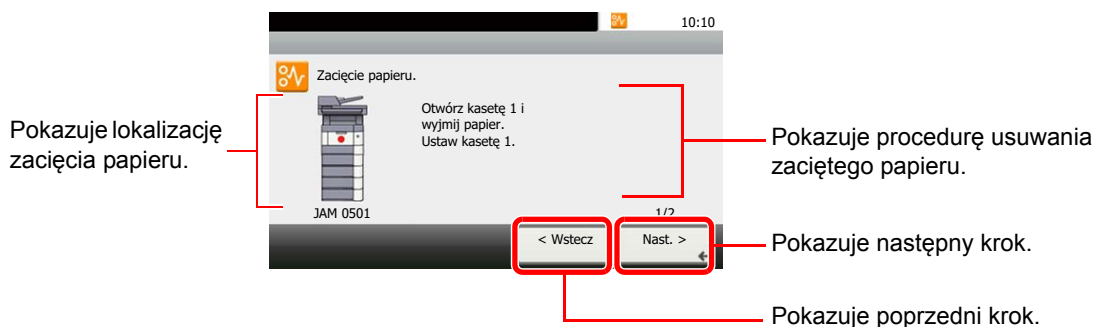 10:10
Zacięcie papieru.
Otwórz kasetę 1 i
wyjmij papier.
Ustaw kasetę 1.
JAM 0501
1/2
< Wstecz
Nast. >
Pokazuje lokalizację
zacięcia papieru.
Pokazuje procedurę usuwania
zaciętego papieru.
Pokazuje następny krok.
Pokazuje poprzedni krok.